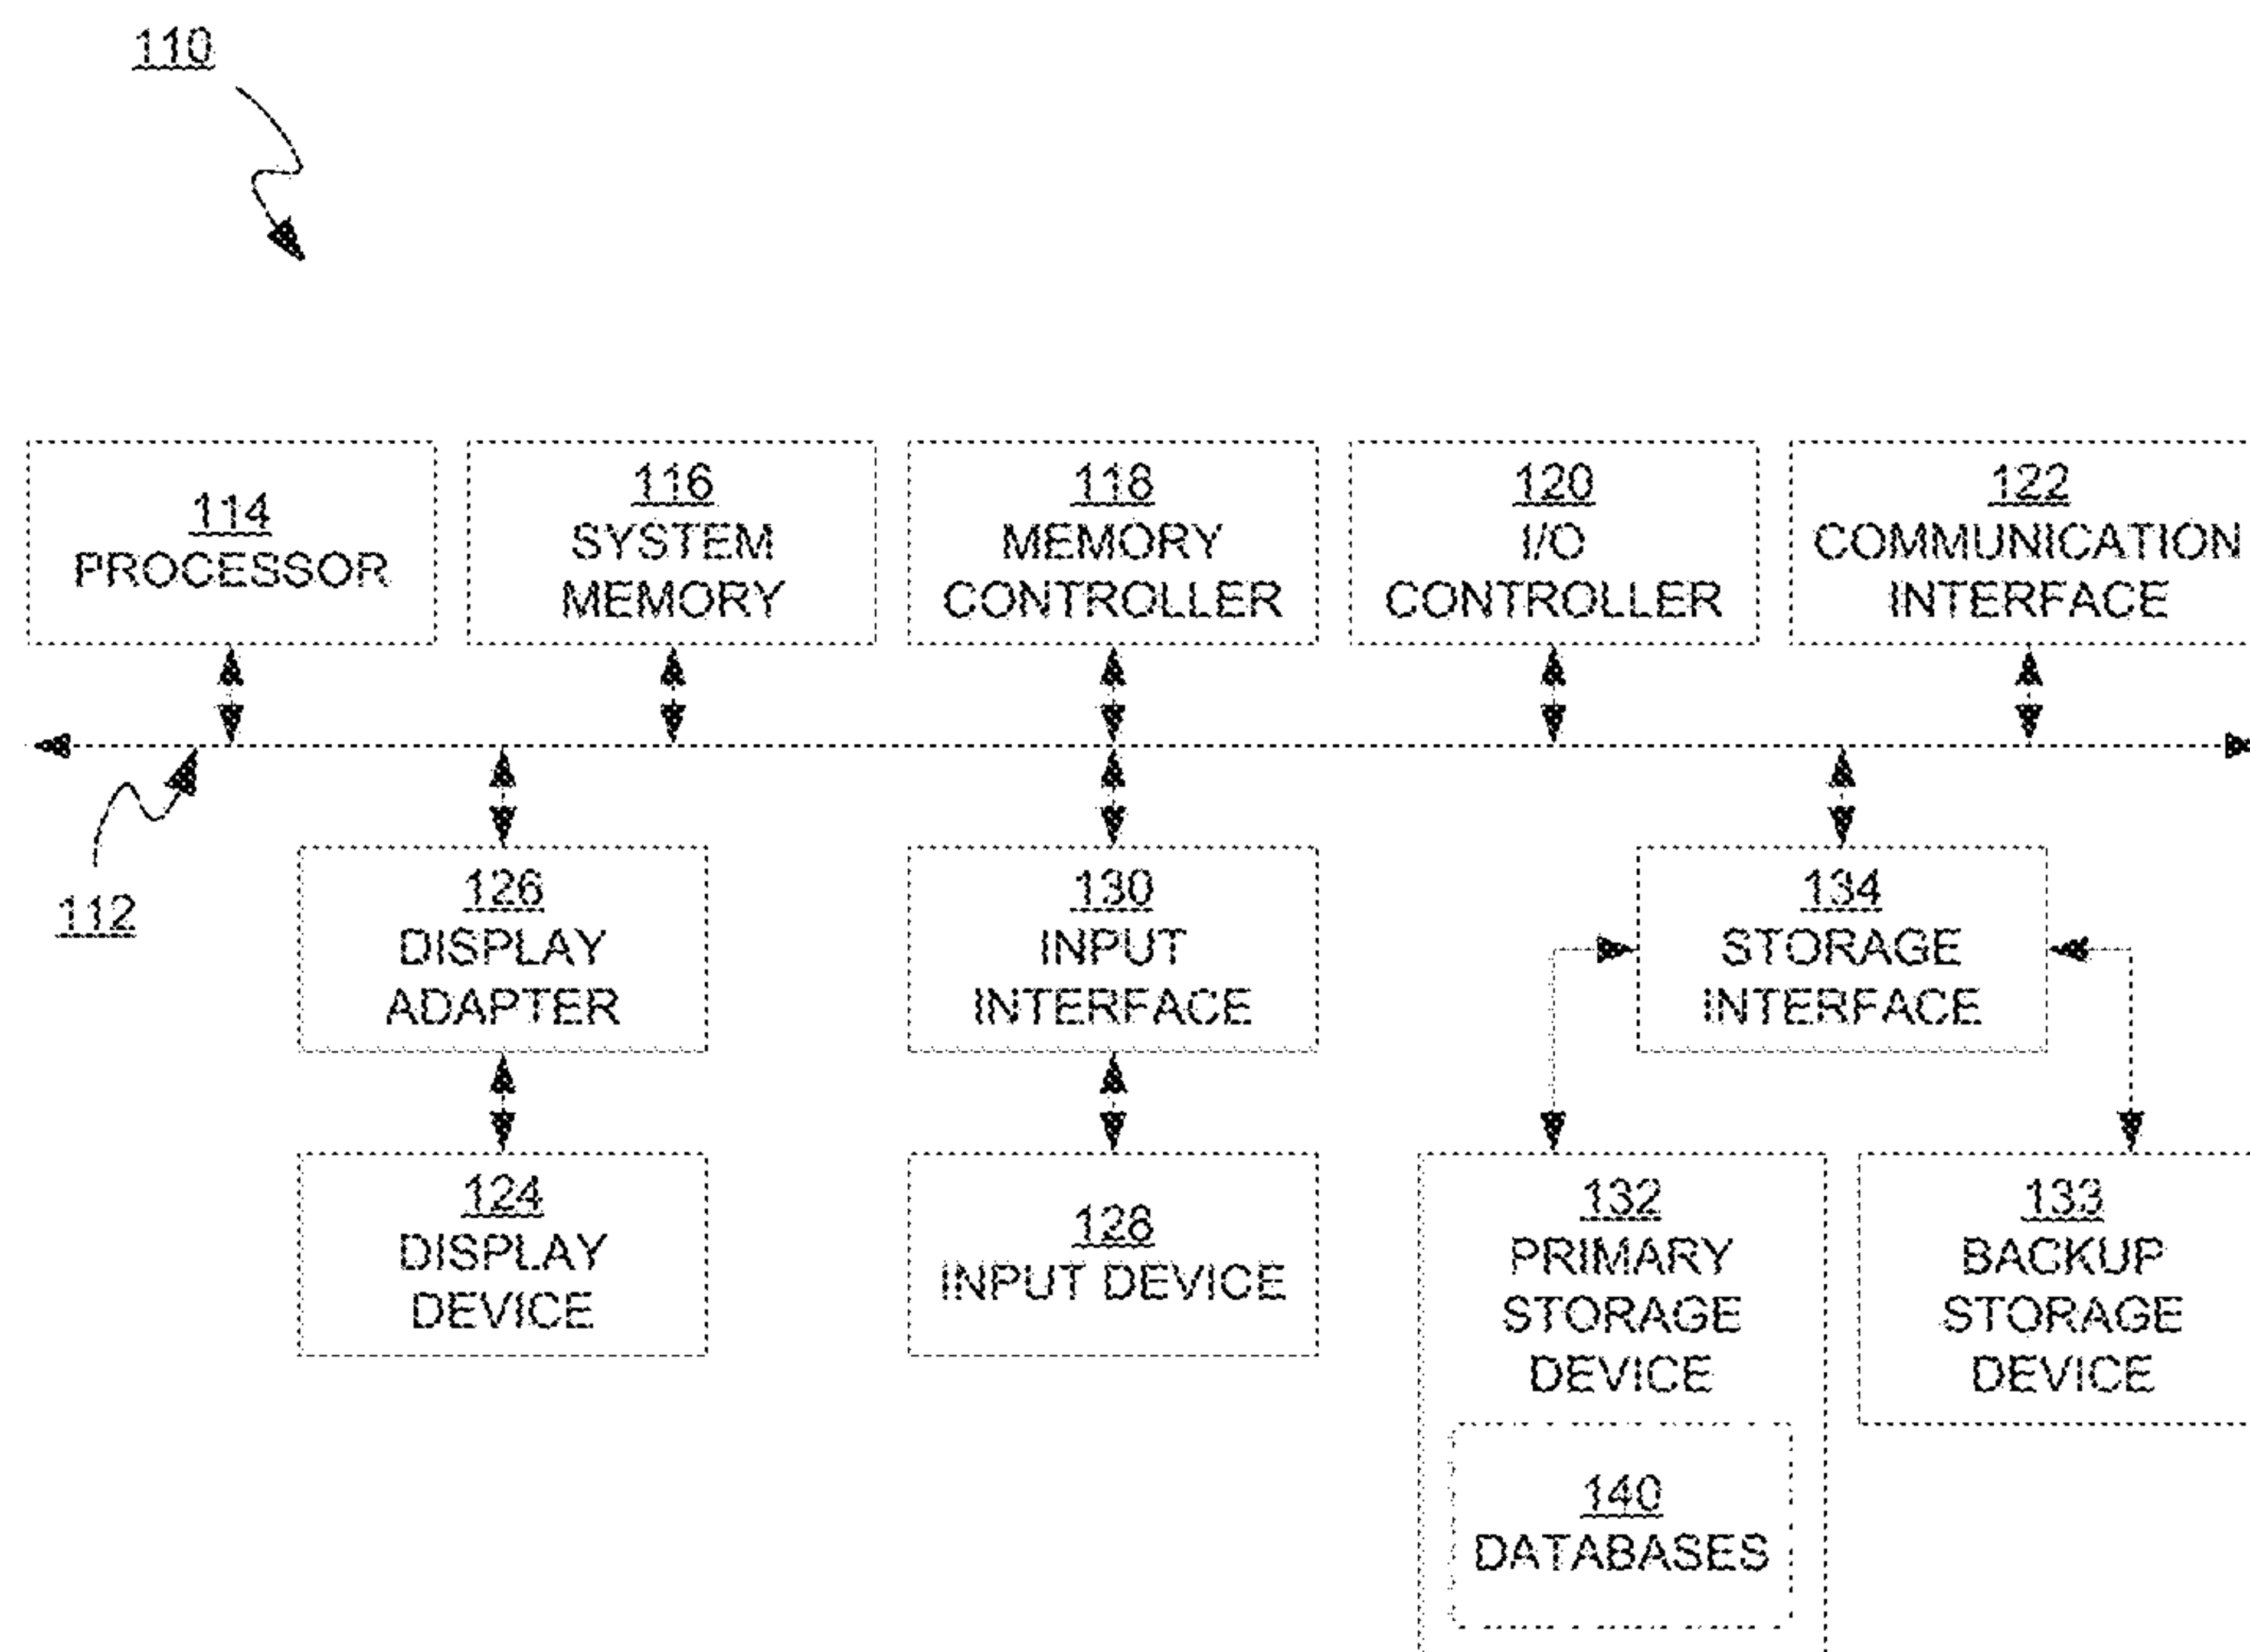 110
114
PROCESSOR
116
SYSTEM
MEMORY
118
MEMORY
CONTROLLER
120
I/O
CONTROLLER
122
COMMUNICATION
INTERFACE
112
126
DISPLAY
ADAPTER
130
INPUT
INTERFACE
134
STORAGE
INTERFACE
124
DISPLAY
DEVICE
128
INPUT DEVICE
132
PRIMARY
STORAGE
DEVICE
140
DATABASES
133
BACKUP
STORAGE
DEVICE